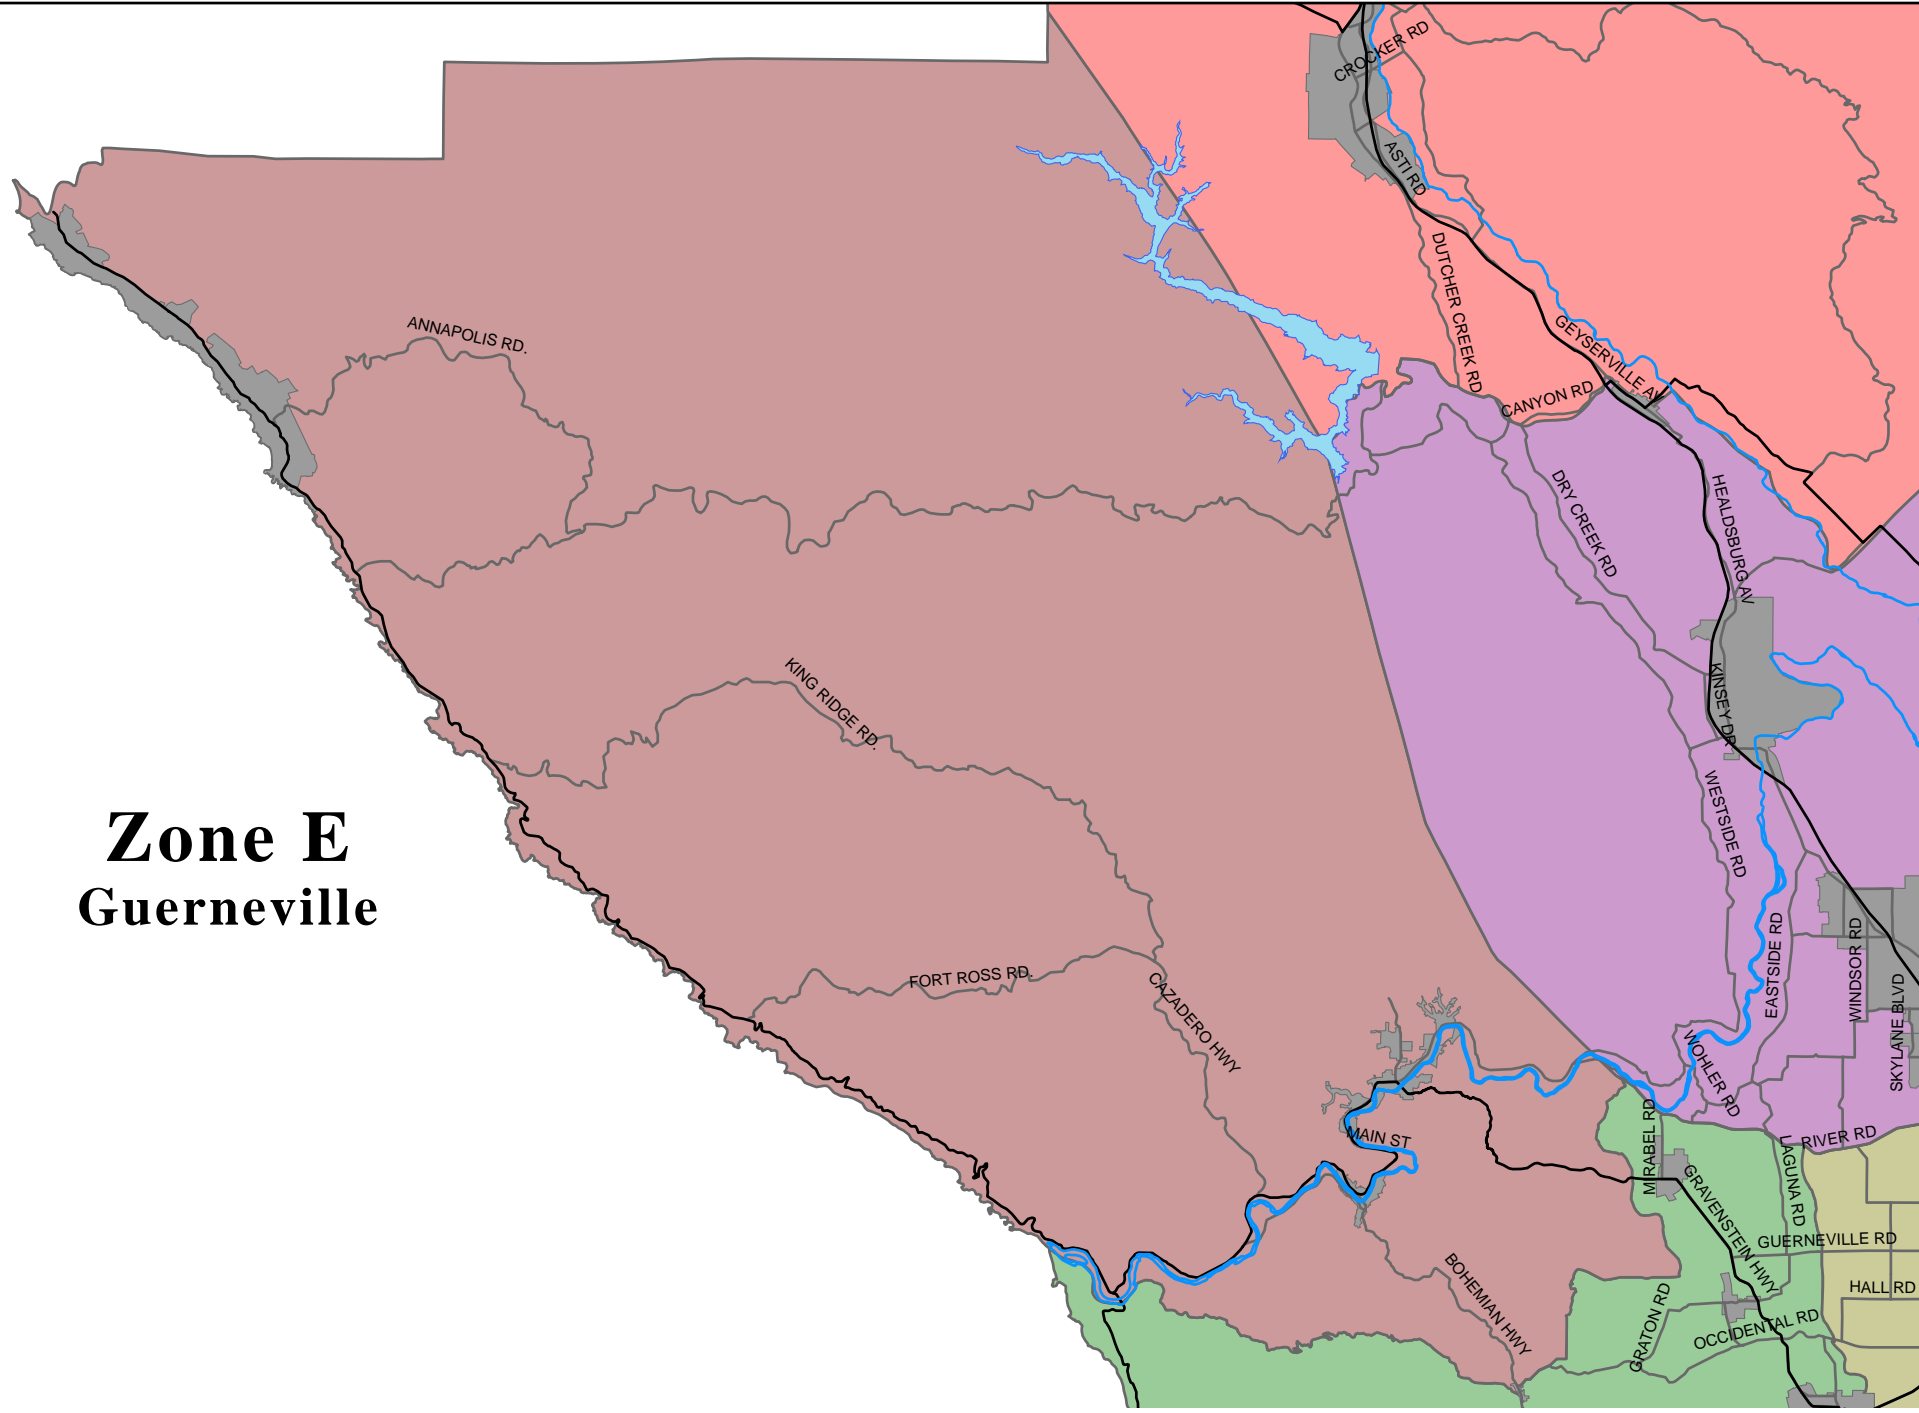 CROCKER RD
ASTI RD
DUTCHER CREEK RD
GEYSERVILLE AV
CANYON RD
ANNAPOLIS RD.
DRY CREEK RD
HEALDSBURG AV
KING RIDGE RD.
KINSEY DR
WESTSIDE RD
Zone E
Guerneville
EASTSIDE RD
WINDSOR RD
SKYLANE BLVD
FORT ROSS RD.
CAZADERO HWY
WOHLER RD
MAIN ST
MIRABEL RD
RIVER RD
LAGUNA RD
GRAVENSTEIN HWY
GUERNEVILLE RD
HALL RD
BOHEMIAN HWY
GRATON RD
OCCIDENTAL RD